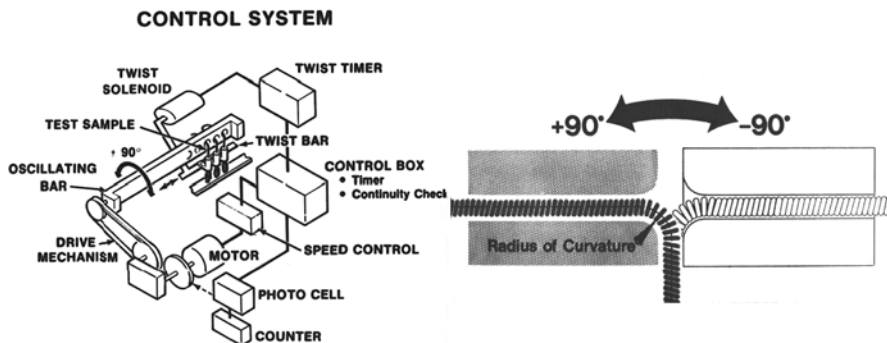 CONTROL SYSTEM
TWIST
SOLENOID
TWIST TIMER
TEST SAMPLE
TWIST BAR
90°
OSCILLATING
BAR
CONTROL BOX
• Timer
• Continuity Check
DRIVE
MECHANISM
MOTOR
SPEED CONTROL
PHOTO CELL
COUNTER
+90°
-90°
Radius of Curvature